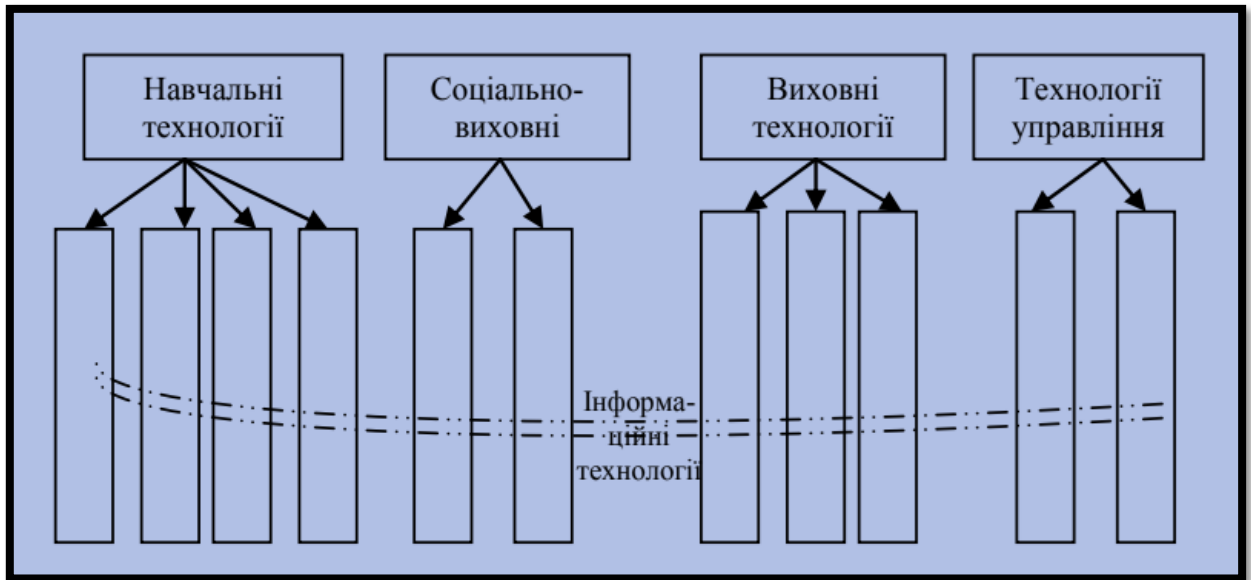 Навчальні
технології
Соціально-
виховні
Виховні
технології
Технології
управління
Інформа-
ційні
технології